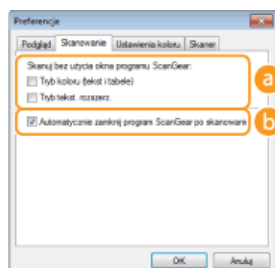 Preferencje
Podgląd Skanowanie Ustawienia koloru Skaner
Skanuj bez użycia okna programu ScanGear:
Tryb koloru (tekst i tabele)
Tryb tekst. rozszerz.
a
Automatycznie zamknij program ScanGear po skanowani
b
OK Anuluj